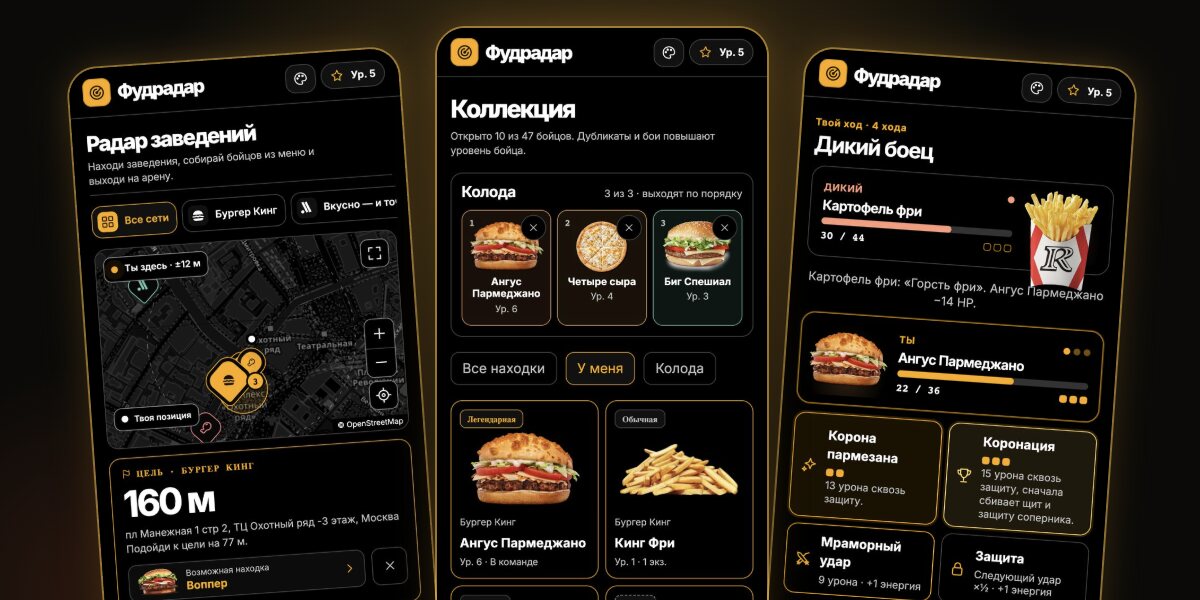 Фудрадар
Ур. 5
Радар заведений
Находи заведения, собирай бойцов из меню и
выходи на арену.
Все сети
Бургер Кинг
Вкусно — и то
Ты здесь · ±12 м
хотный
ряд
Театральная
Пл
Революции
плекс
«Охотный
ряд»
3
+
−
Твоя позиция
© OpenStreetMap
ЦЕЛЬ · БУРГЕР КИНГ
160 м
пл Манежная 1 стр 2, ТЦ Охотный ряд -3 этаж, Москва
Подойди к цели на 77 м.
Возможная находка
Воппер
Фудрадар
Ур. 5
Коллекция
Открыто 10 из 47 бойцов. Дубликаты и бои повышают
уровень бойца.
Колода
3 из 3 · выходят по порядку
1
Ангус
Пармеджано
Ур. 6
2
Четыре сыра
Ур. 4
3
Биг Спешиал
Ур. 3
Все находки
У меня
Колода
Легендарная
Бургер Кинг
Ангус Пармеджано
Ур. 6 · В команде
Обычная
Бургер Кинг
Кинг Фри
Ур. 1 · 1 экз.
Фудрадар
Ур. 5
Твой ход · 4 хода
Дикий боец
ДИКИЙ
Картофель фри
30 / 44
R
Картофель фри: «Горсть фри». Ангус Пармеджано
−14 HP.
ТЫ
Ангус Пармеджано
22 / 36
Корона
пармезана
13 урона сквозь
защиту.
Коронация
15 урона сквозь
защиту, сначала
сбивает щит и
защиту соперника.
Мраморный
удар
9 урона · +1 энергия
Защита
Следующий удар
×½ · +1 энергия